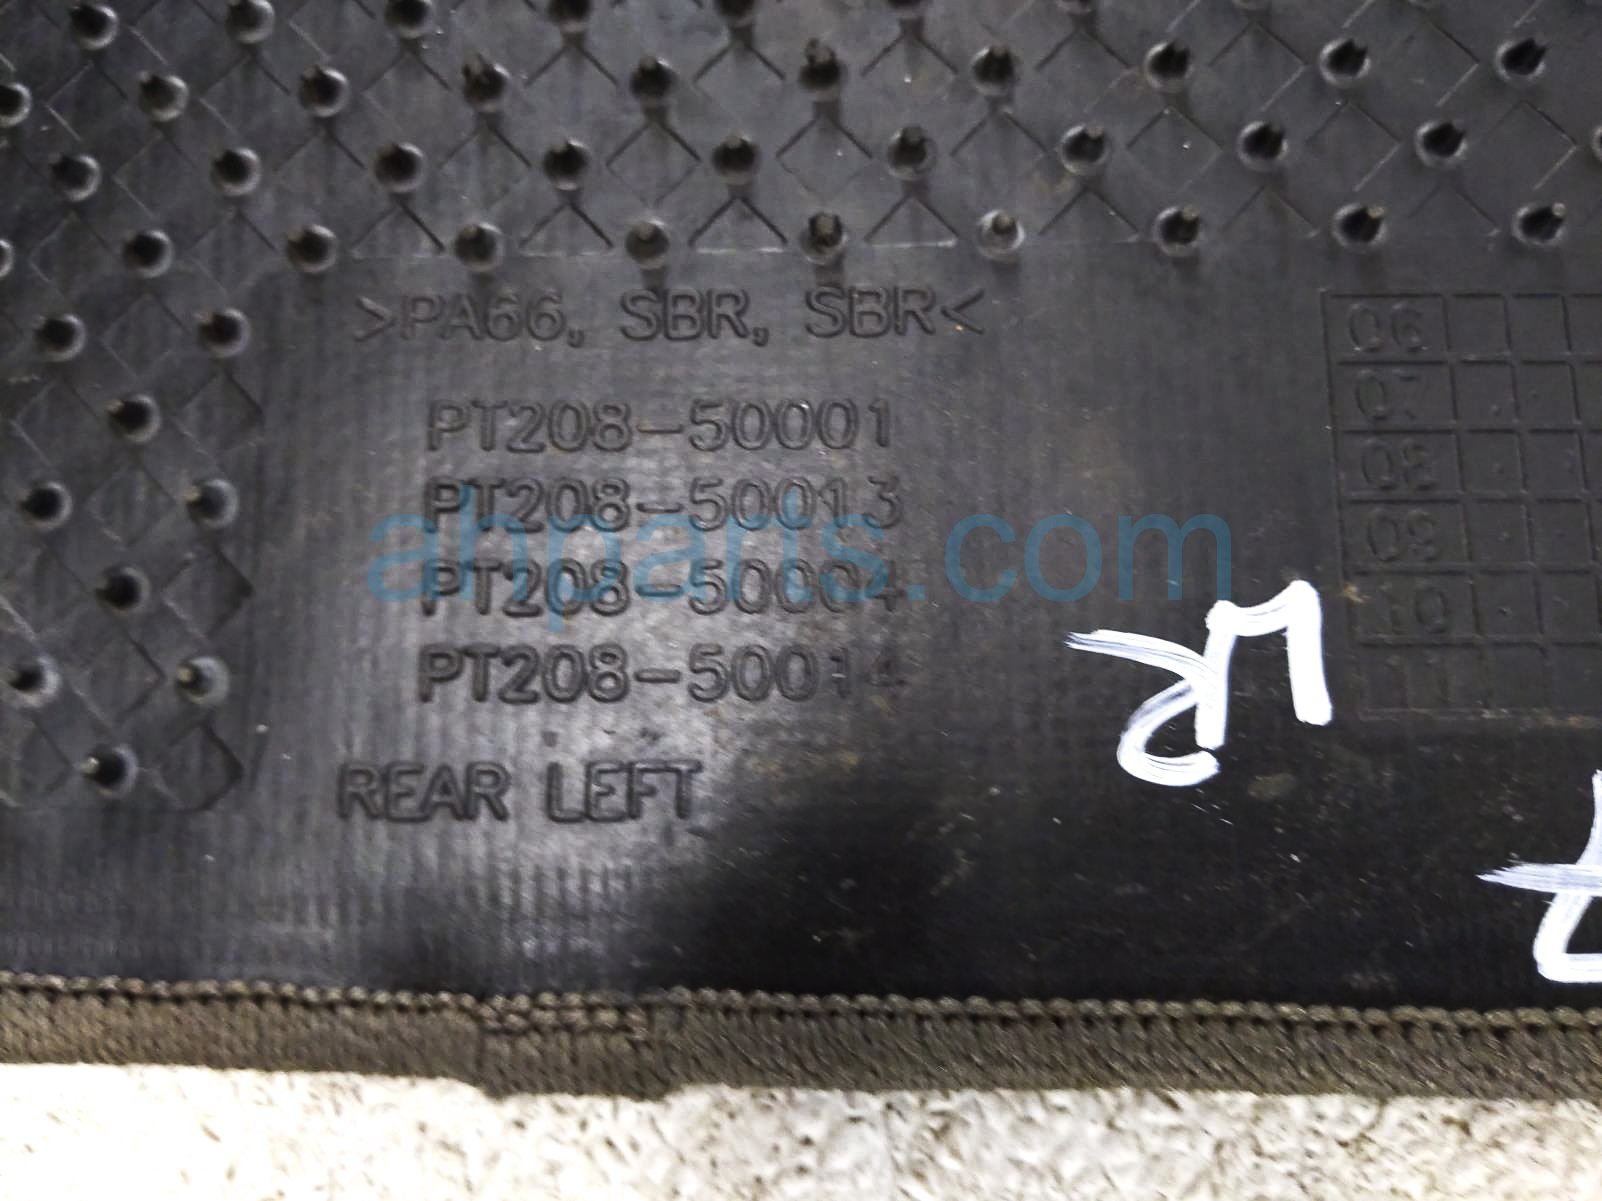 >PA66, SBR, SBR<
PT208-50001
PT208-50013
PT208-50004
PT208-50014
REAR LEFT
06
07
08
09
10
11
ahparts.com